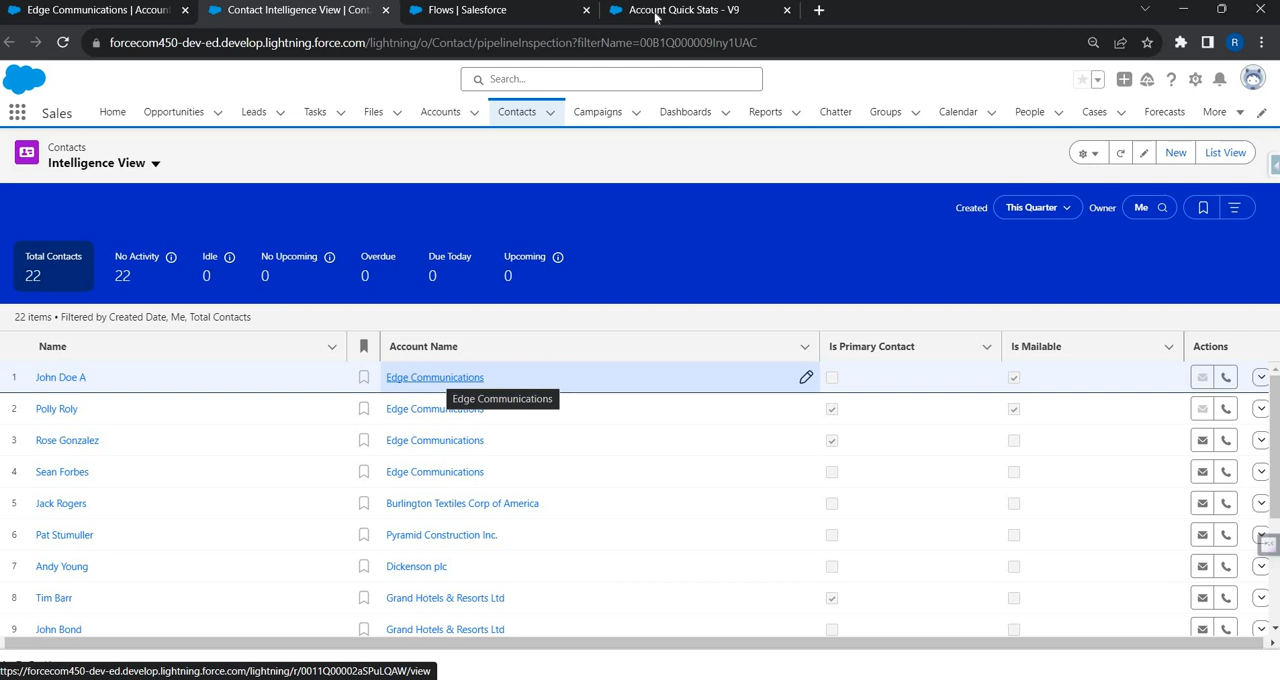 Edge Communications | Account
Contact Intelligence View | Cont
Flows | Salesforce
Account Quick Stats - V9
forcecom450-dev-ed.develop.lightning.force.com/lightning/o/Contact/pipelineInspection?filterName=00B1Q000009Iny1UAC
R
Search...
Sales Home Opportunities Leads Tasks Files Accounts Contacts Campaigns Dashboards Reports Chatter Groups Calendar People Cases Forecasts More
Contacts
Intelligence View
New List View
Created This Quarter Owner Me
Total Contacts No Activity Idle No Upcoming Overdue Due Today Upcoming
22 22 0 0 0 0 0
22 items • Filtered by Created Date, Me, Total Contacts
Name Account Name Is Primary Contact Is Mailable Actions
1 John Doe A Edge Communications
Edge Communications
2 Polly Roly Edge Communications
3 Rose Gonzalez Edge Communications
4 Sean Forbes Edge Communications
5 Jack Rogers Burlington Textiles Corp of America
6 Pat Stumuller Pyramid Construction Inc.
7 Andy Young Dickenson plc
8 Tim Barr Grand Hotels & Resorts Ltd
9 John Bond Grand Hotels & Resorts Ltd
ttps://forcecom450-dev-ed.develop.lightning.force.com/lightning/r/0011Q00002aSPuLQAW/view